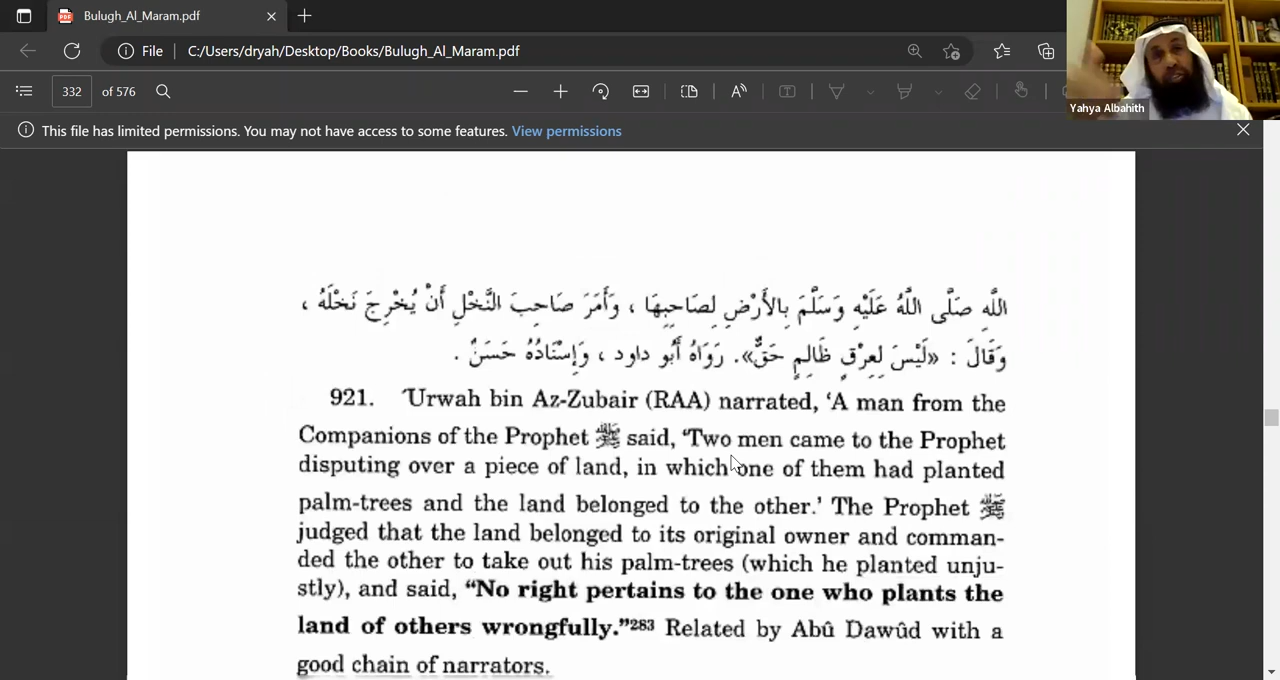 Bulugh_Al_Maram.pdf
File
C:/Users/dryah/Desktop/Books/Bulugh_Al_Maram.pdf
332 of 576
This file has limited permissions. You may not have access to some features. View permissions
Yahya Albahith
اللَّهِ صَلَّى اللَّهُ عَلَيْهِ وَسَلَّمَ بِالأَرْضِ لِصَاحِبِهَا ، وَأَمَرَ صَاحِبَ النَّخْلِ أَنْ يُخْرِجَ نَخْلَهُ ،
وَقَالَ : «لَيْسَ لِعِرْقٍ ظَالِمٍ حَقٌّ». رَوَاهُ أَبُو داود ، وَإِسْنَادُهُ حَسَنٌ .
921. 'Urwah bin Az-Zubair (RAA) narrated, 'A man from the
Companions of the Prophet ﷺ said, 'Two men came to the Prophet
disputing over a piece of land, in which one of them had planted
palm-trees and the land belonged to the other.' The Prophet ﷺ
judged that the land belonged to its original owner and comman-
ded the other to take out his palm-trees (which he planted unju-
stly), and said, “No right pertains to the one who plants the
land of others wrongfully.”283 Related by Abû Dawûd with a
good chain of narrators.